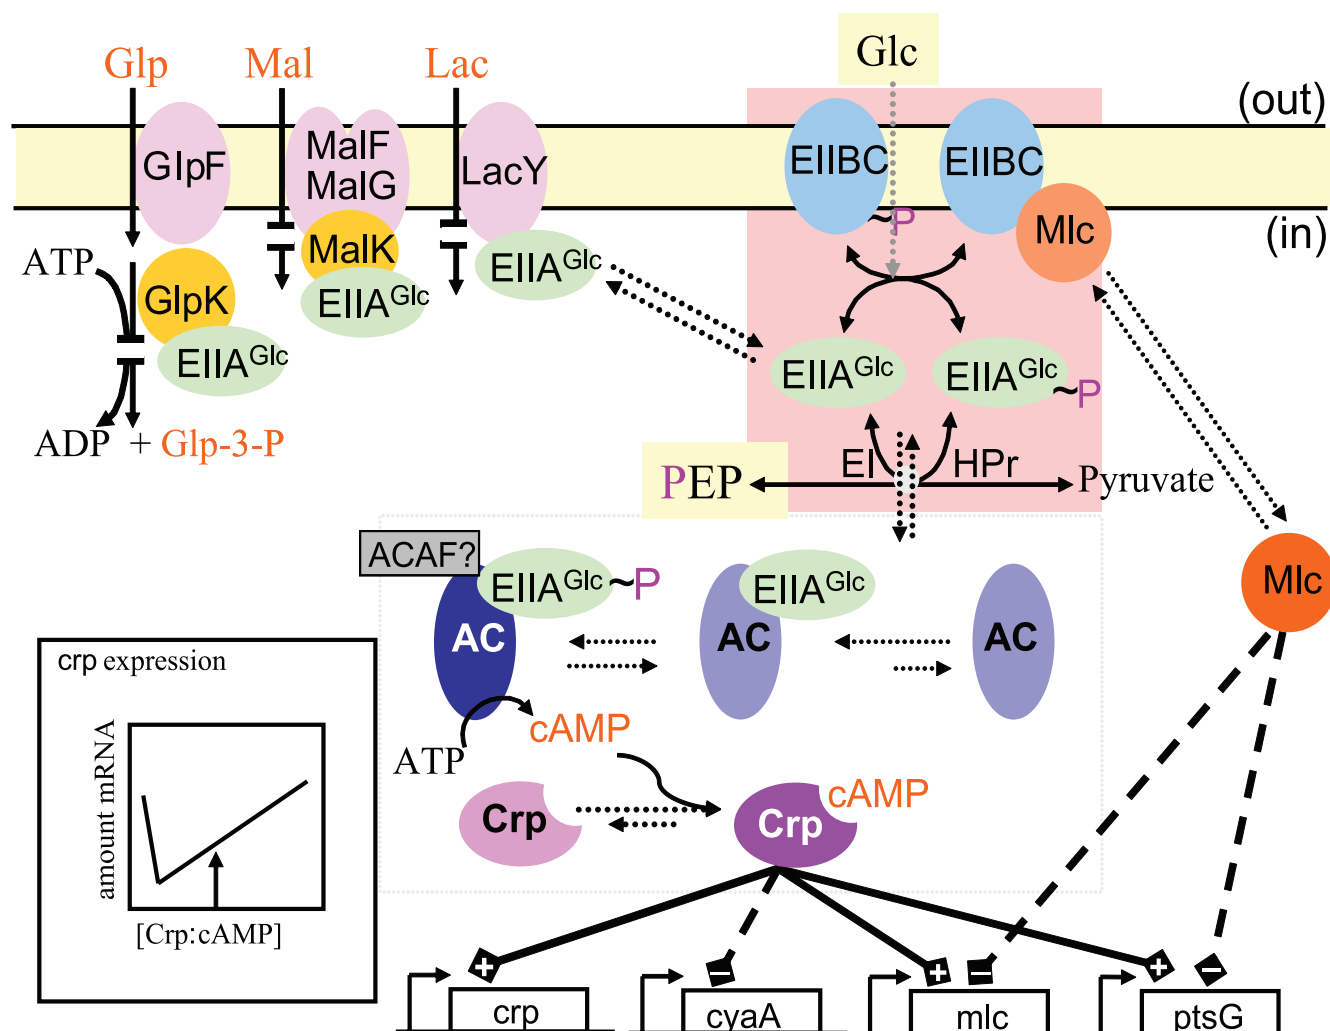 Glp
Mal
Lac
Glc
(out)
GlpF
MalF
MalG
LacY
EIIBC
EIIBC
~P
Mlc
(in)
ATP
GlpK
MalK
EIIAGlc
EIIAGlc
EIIAGlc
EIIAGlc
EIIAGlc
~P
ADP + Glp-3-P
PEP
EI
HPr
Pyruvate
ACAF?
EIIAGlc~P
EIIAGlc
Mlc
AC
AC
AC
ATP
cAMP
Crp
Crp
cAMP
crp expression
amount mRNA
[Crp:cAMP]
+
−
+
−
+
−
crp
cyaA
mlc
ptsG